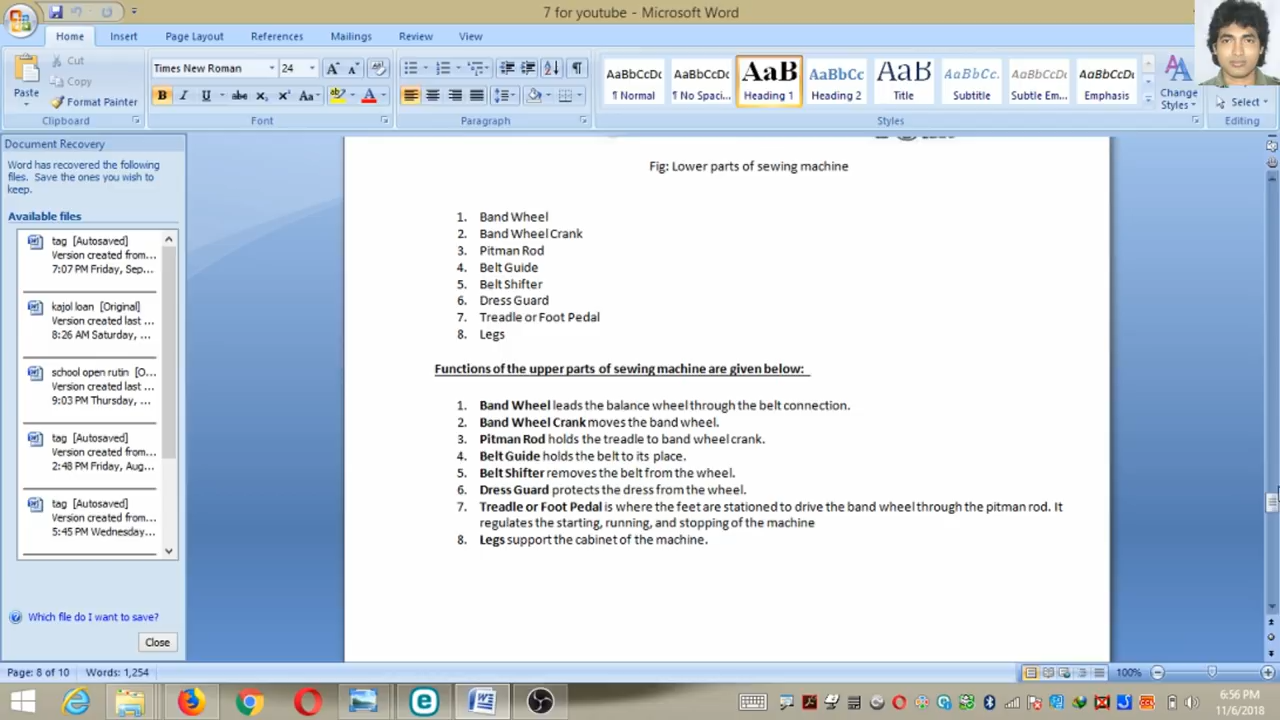 7 for youtube - Microsoft Word
Home Insert Page Layout References Mailings Review View
Cut
Copy
Format Painter
Paste
Clipboard
Times New Roman 24
B I U abe X₂ X² Aa
Font
Paragraph
AaBbCcDc AaBbCcDc AaB AaBbCc AaB AaBbCc. AaBbCcDc AaBbCcDc
¶ Normal ¶ No Spaci... Heading 1 Heading 2 Title Subtitle Subtle Em... Emphasis
Styles
Change
Styles
Select
Editing
Document Recovery
Word has recovered the following
files. Save the ones you wish to
keep.
Available files
tag [Autosaved]
Version created from...
7:07 PM Friday, Sep...
kajol loan [Original]
Version created last ...
8:26 AM Saturday, ...
school open rutin [O...
Version created last ...
9:03 PM Thursday, ...
tag [Autosaved]
Version created from...
2:48 PM Friday, Aug...
tag [Autosaved]
Version created from...
5:45 PM Wednesday...
Which file do I want to save?
Close
Fig: Lower parts of sewing machine
1. Band Wheel
2. Band Wheel Crank
3. Pitman Rod
4. Belt Guide
5. Belt Shifter
6. Dress Guard
7. Treadle or Foot Pedal
8. Legs
Functions of the upper parts of sewing machine are given below:
1. Band Wheel leads the balance wheel through the belt connection.
2. Band Wheel Crank moves the band wheel.
3. Pitman Rod holds the treadle to band wheel crank.
4. Belt Guide holds the belt to its place.
5. Belt Shifter removes the belt from the wheel.
6. Dress Guard protects the dress from the wheel.
7. Treadle or Foot Pedal is where the feet are stationed to drive the band wheel through the pitman rod. It
regulates the starting, running, and stopping of the machine
8. Legs support the cabinet of the machine.
Page: 8 of 10 Words: 1,254
100%
6:56 PM
11/6/2018